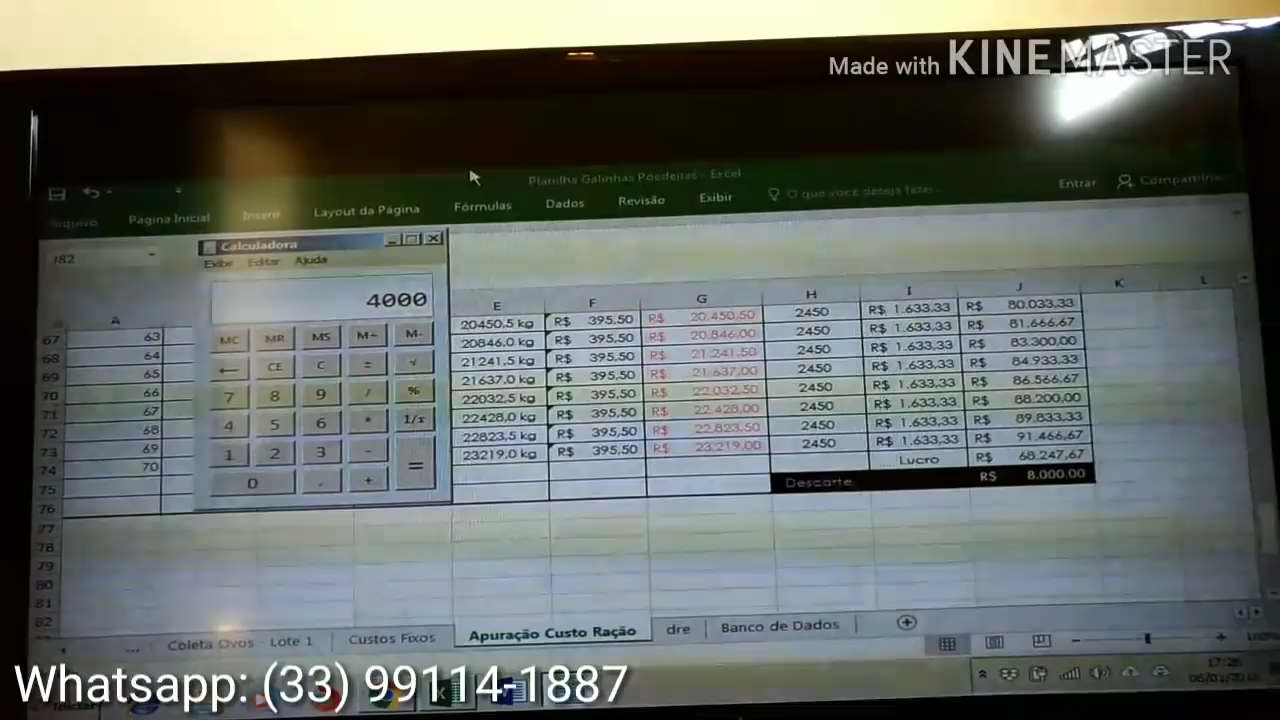 Made with KINEMASTER
Planilha Galinhas Poedeiras - Excel
Entrar Compartilhar
Arquivo Página Inicial Inserir Layout da Página Fórmulas Dados Revisão Exibir O que você deseja fazer...
J82
Calculadora
Exibir Editar Ajuda
4000
MC MR MS M+ M-
← CE C ± √
7 8 9 / %
4 5 6 * 1/x
1 2 3 - =
0 , +
A E F G H I J K L
67 63 20450,5 kg R$ 395,50 R$ 20.450,50 2450 R$ 1.633,33 R$ 80.033,33
68 64 20846,0 kg R$ 395,50 R$ 20.846,00 2450 R$ 1.633,33 R$ 81.666,67
69 65 21241,5 kg R$ 395,50 R$ 21.241,50 2450 R$ 1.633,33 R$ 83.300,00
70 66 21637,0 kg R$ 395,50 R$ 21.637,00 2450 R$ 1.633,33 R$ 84.933,33
71 67 22032,5 kg R$ 395,50 R$ 22.032,50 2450 R$ 1.633,33 R$ 86.566,67
72 68 22428,0 kg R$ 395,50 R$ 22.428,00 2450 R$ 1.633,33 R$ 88.200,00
73 69 22823,5 kg R$ 395,50 R$ 22.823,50 2450 R$ 1.633,33 R$ 89.833,33
74 70 23219,0 kg R$ 395,50 R$ 23.219,00 2450 R$ 1.633,33 R$ 91.466,67
75 Lucro R$ 68.247,67
76 Descarte R$ 8.000,00
77
78
79
80
81
82
... Coleta Ovos - Lote 1 Custos Fixos Apuração Custo Ração dre Banco de Dados
17:26
Whatsapp: (33) 99114-1887